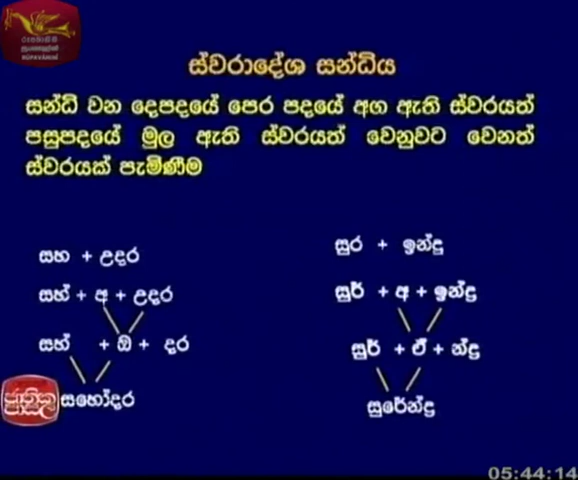 ස්වරාදේශ සන්ධිය
සන්ධි වන දෙපදයේ පෙර පදයේ අග ඇති ස්වරයත්
පසුපදයේ මුල ඇති ස්වරයත් වෙනුවට වෙනත්
ස්වරයක් පැමිණීම
සහ + උදර
සහ් + අ + උදර
සහ් + ඔ + දර
සහෝදර
සුර + ඉන්ද්‍ර
සුර් + අ + ඉන්ද්‍ර
සුර් + ඒ + න්ද්‍ර
සුරේන්ද්‍ර
ජාතික
පාසල
05:44:14